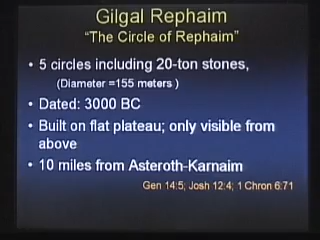 Gilgal Rephaim
“The Circle of Rephaim”
• 5 circles including 20-ton stones,
(Diameter =155 meters )
• Dated: 3000 BC
• Built on flat plateau; only visible from
above
• 10 miles from Asteroth-Karnaim
Gen 14:5; Josh 12:4; 1 Chron 6:71